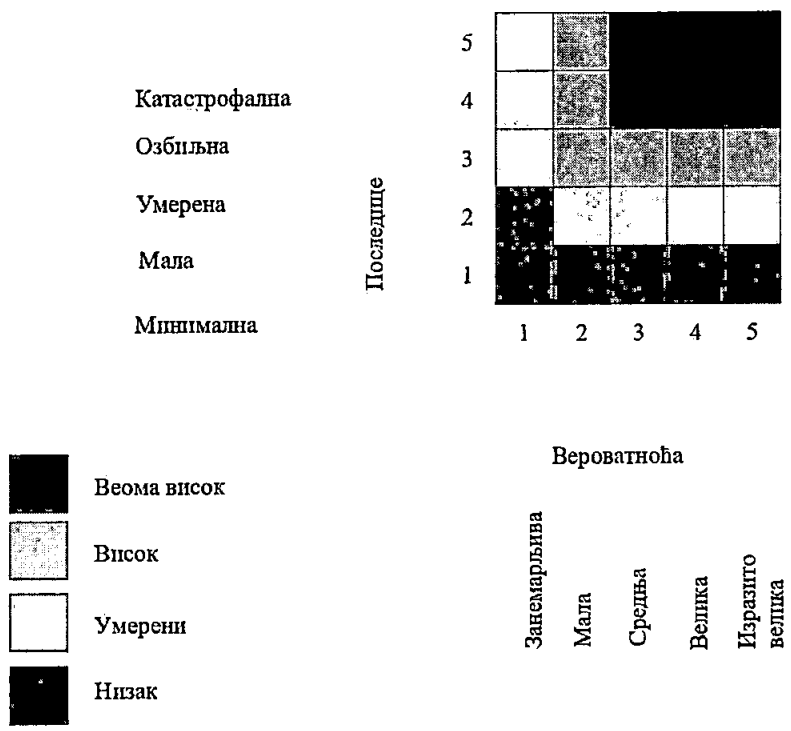 5
Катастрофална
4
Озбиљна
3
Умерена
2
Мала
Последице
1
Минимална
1 2 3 4 5
Вероватноћа
Веома висок
Висок
Умерени
Низак
Занемарљива
Мала
Средња
Велика
Изразито
велика